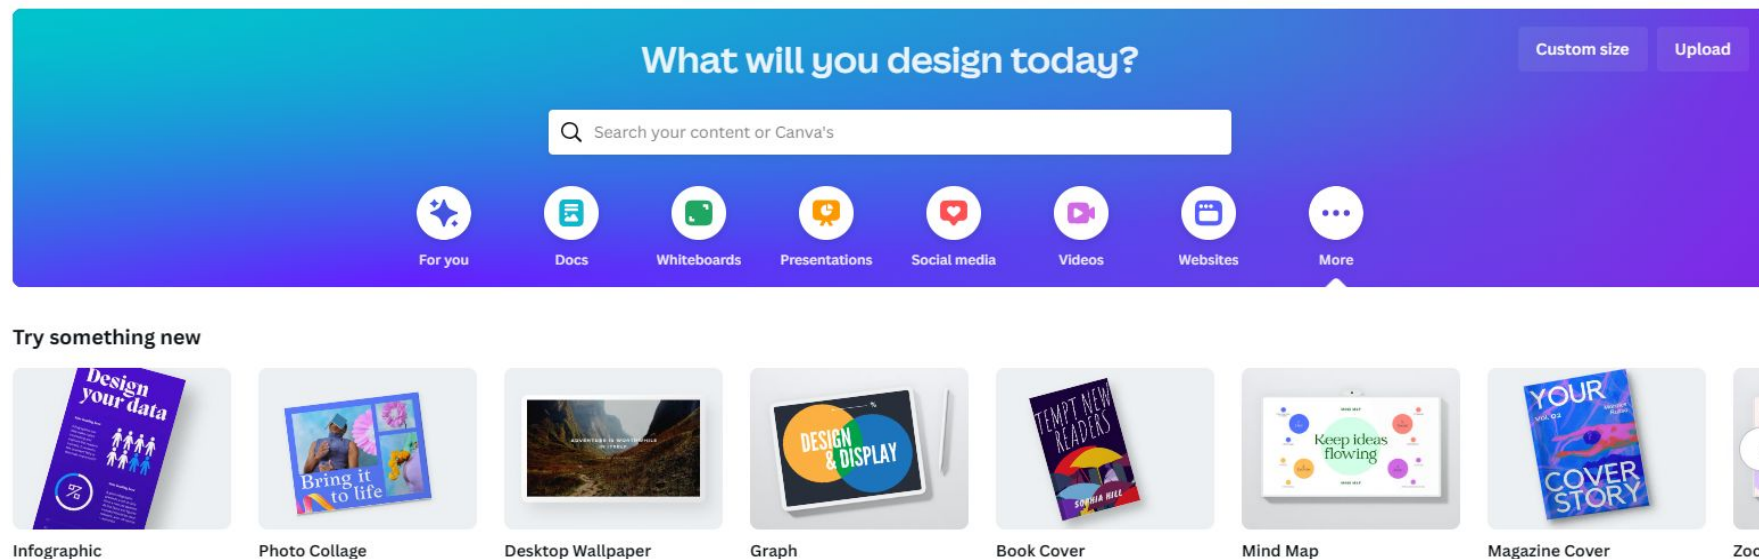 What will you design today?
Custom size
Upload
Search your content or Canva's
For you
Docs
Whiteboards
Presentations
Social media
Videos
Websites
More
Try something new
Design
your data
Bring it
to life
DESIGN
& DISPLAY
TEMPT NEW
READERS
SOPHIA HILL
Keep ideas
flowing
YOUR
VOL. 02
COVER
STORY
Infographic
Photo Collage
Desktop Wallpaper
Graph
Book Cover
Mind Map
Magazine Cover